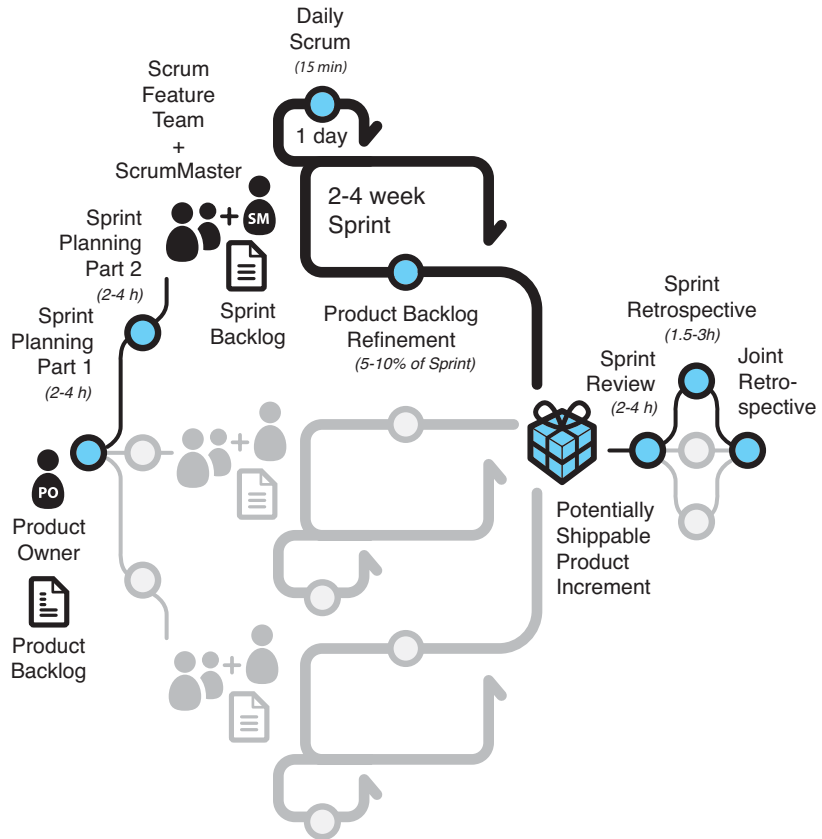 Daily
Scrum
(15 min)
1 day
Scrum
Feature
Team
+
ScrumMaster
+
SM
2-4 week
Sprint
Sprint
Planning
Part 2
(2-4 h)
Sprint
Backlog
Sprint
Planning
Part 1
(2-4 h)
Product Backlog
Refinement
(5-10% of Sprint)
Sprint
Retrospective
(1.5-3h)
Sprint
Review
(2-4 h)
Joint
Retro-
spective
+
PO
Product
Owner
Product
Backlog
Potentially
Shippable
Product
Increment
+